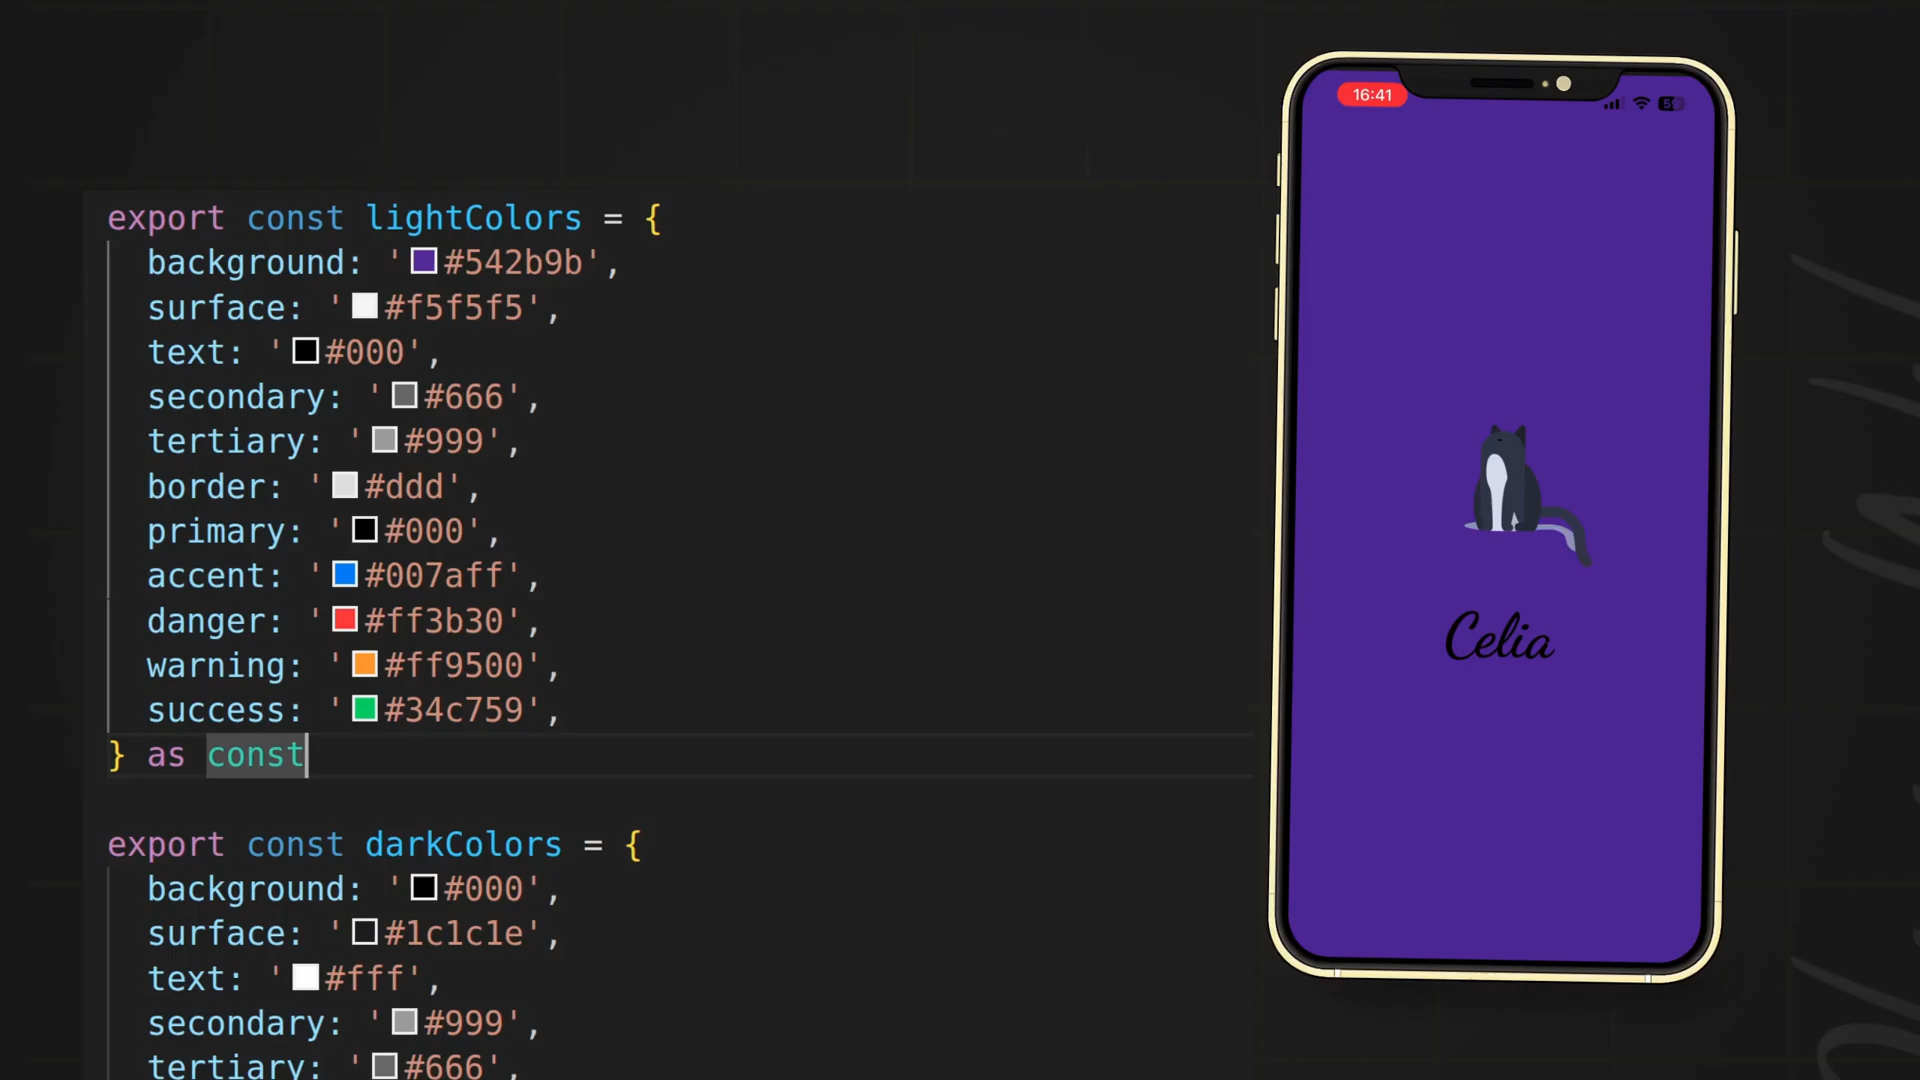 export const lightColors = {
background: '#542b9b',
surface: '#f5f5f5',
text: '#000',
secondary: '#666',
tertiary: '#999',
border: '#ddd',
primary: '#000',
accent: '#007aff',
danger: '#ff3b30',
warning: '#ff9500',
success: '#34c759',
} as const
export const darkColors = {
background: '#000',
surface: '#1c1c1e',
text: '#fff',
secondary: '#999',
tertiary: '#666',
16:41
Celia